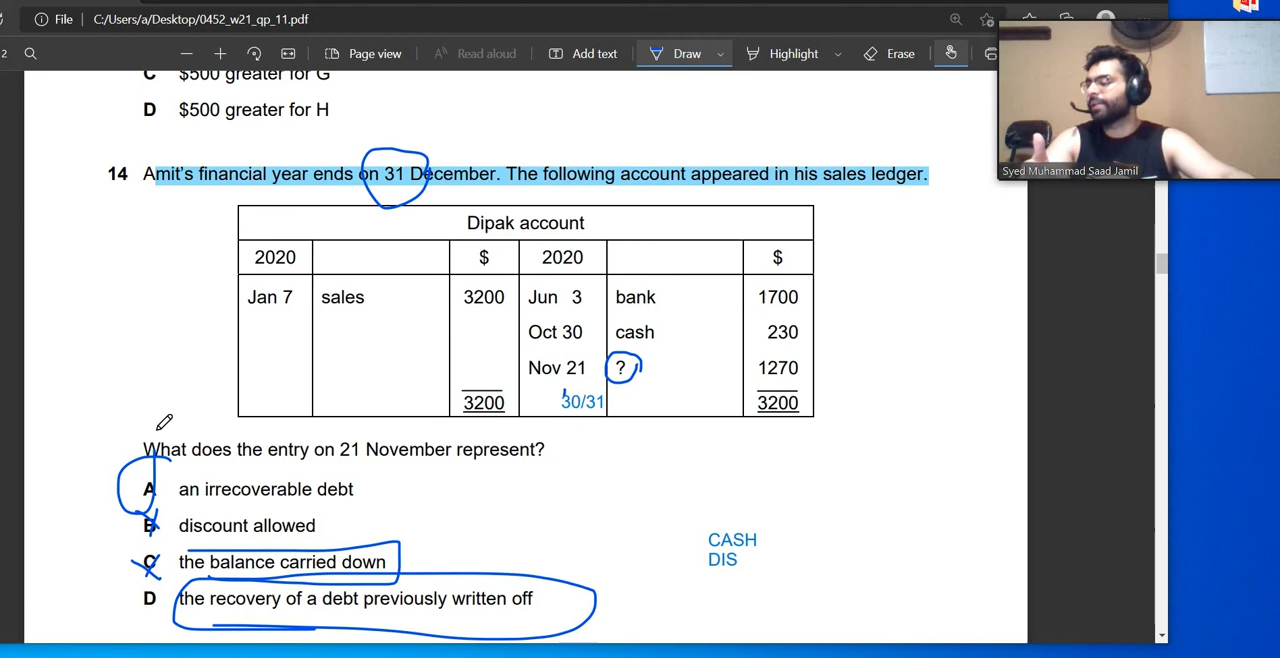 File C:/Users/a/Desktop/0452_w21_qp_11.pdf
2 Page view Read aloud Add text Draw Highlight Erase
C $500 greater for G
D $500 greater for H
Syed Muhammad Saad Jamil
14 Amit's financial year ends on 31 December. The following account appeared in his sales ledger.
Dipak account
2020 $ 2020 $
Jan 7 sales 3200 Jun 3 bank 1700
Oct 30 cash 230
Nov 21 ? 1270
3200 30/31 3200
What does the entry on 21 November represent?
A an irrecoverable debt
B discount allowed
C the balance carried down
D the recovery of a debt previously written off
CASH
DIS